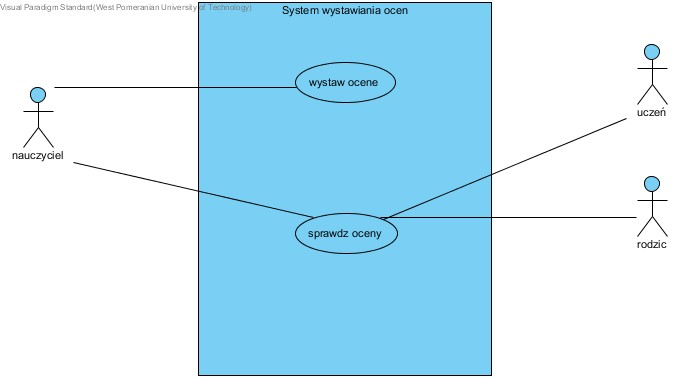 Visual Paradigm Standard(West Pomeranian University of Technology)
System wystawiania ocen
wystaw ocene
uczeń
nauczyciel
sprawdz oceny
rodzic